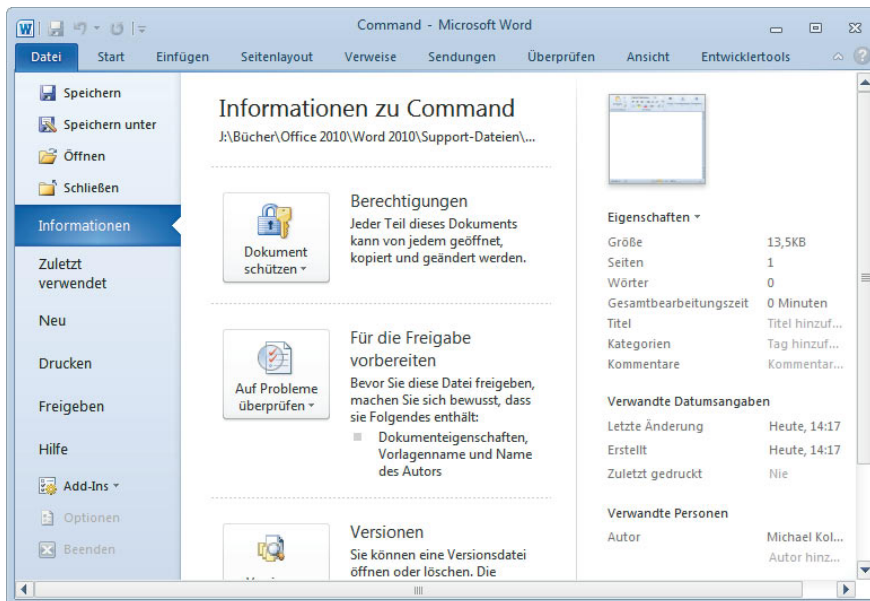 Command - Microsoft Word
Datei Start Einfügen Seitenlayout Verweise Sendungen Überprüfen Ansicht Entwicklertools
Speichern
Speichern unter
Öffnen
Schließen
Informationen
Zuletzt
verwendet
Neu
Drucken
Freigeben
Hilfe
Add-Ins
Optionen
Beenden
Informationen zu Command
J:\Bücher\Office 2010\Word 2010\Support-Dateien\...
Dokument
schützen
Berechtigungen
Jeder Teil dieses Dokuments
kann von jedem geöffnet,
kopiert und geändert werden.
Auf Probleme
überprüfen
Für die Freigabe
vorbereiten
Bevor Sie diese Datei freigeben,
machen Sie sich bewusst, dass
sie Folgendes enthält:
Dokumenteigenschaften,
Vorlagenname und Name
des Autors
Versionen
Sie können eine Versionsdatei
öffnen oder löschen. Die
Eigenschaften
Größe 13,5KB
Seiten 1
Wörter 0
Gesamtbearbeitungszeit 0 Minuten
Titel Titel hinzuf...
Kategorien Tag hinzuf...
Kommentare Kommentar...
Verwandte Datumsangaben
Letzte Änderung Heute, 14:17
Erstellt Heute, 14:17
Zuletzt gedruckt Nie
Verwandte Personen
Autor Michael Kol...
Autor hinz...